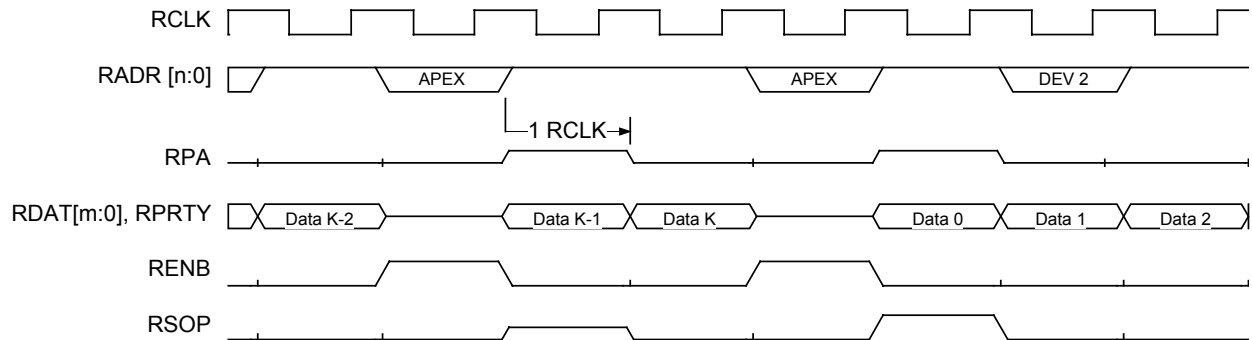 RCLK
RADR [n:0] APEX APEX DEV 2
1 RCLK
RPA
RDAT[m:0], RPRTY Data K-2 Data K-1 Data K Data 0 Data 1 Data 2
RENB
RSOP